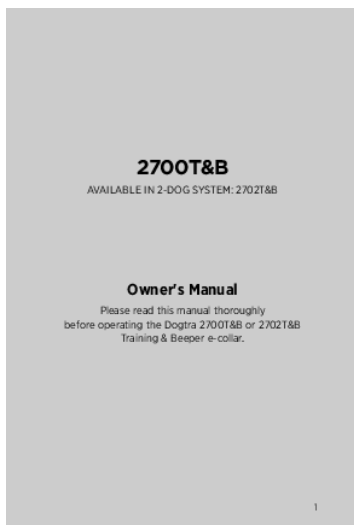 2700T&B
AVAILABLE IN 2-DOG SYSTEM: 2702T&B
Owner's Manual
Please read this manual thoroughly
before operating the Dogtra 2700T&B or 2702T&B
Training & Beeper e-collar.
1